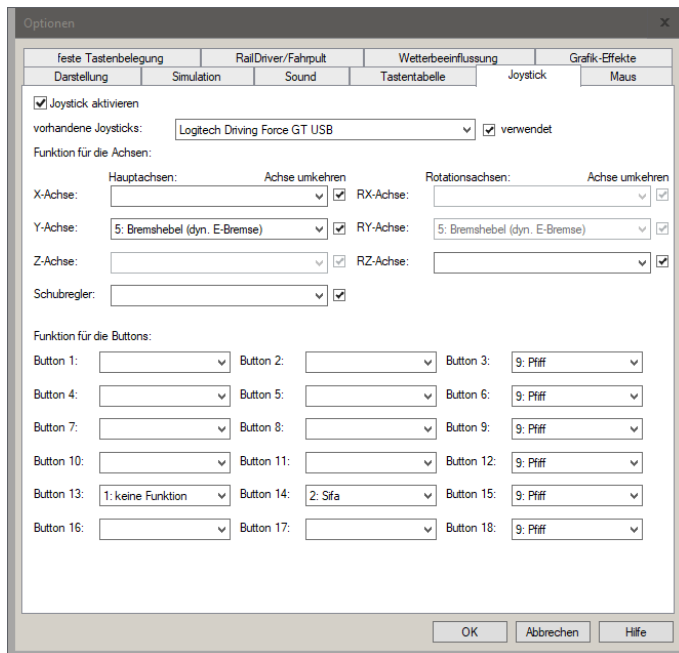 Optionen x
feste Tastenbelegung RailDriver/Fahrpult Wetterbeeinflussung Grafik-Effekte
Darstellung Simulation Sound Tastentabelle Joystick Maus
Joystick aktivieren
vorhandene Joysticks: Logitech Driving Force GT USB verwendet
Funktion für die Achsen:
Hauptachsen: Achse umkehren Rotationsachsen: Achse umkehren
X-Achse: RX-Achse:
Y-Achse: 5: Bremshebel (dyn. E-Bremse) RY-Achse: 5: Bremshebel (dyn. E-Bremse)
Z-Achse: RZ-Achse:
Schubregler:
Funktion für die Buttons:
Button 1: Button 2: Button 3: 9: Pfiff
Button 4: Button 5: Button 6: 9: Pfiff
Button 7: Button 8: Button 9: 9: Pfiff
Button 10: Button 11: Button 12: 9: Pfiff
Button 13: 1: keine Funktion Button 14: 2: Sifa Button 15: 9: Pfiff
Button 16: Button 17: Button 18: 9: Pfiff
OK Abbrechen Hilfe